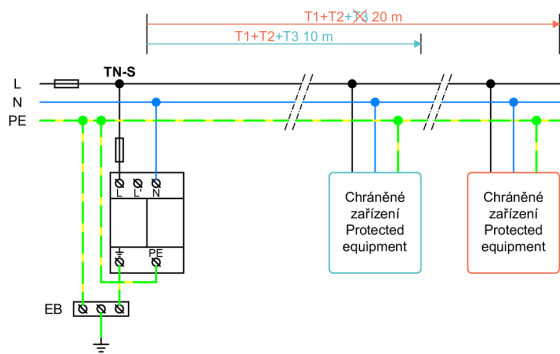 T1+T2+T3 20 m
T1+T2+T3 10 m
TN-S
L
N
PE
L L' N
Chráněné
zařízení
Protected
equipment
Chráněné
zařízení
Protected
equipment
PE
EB